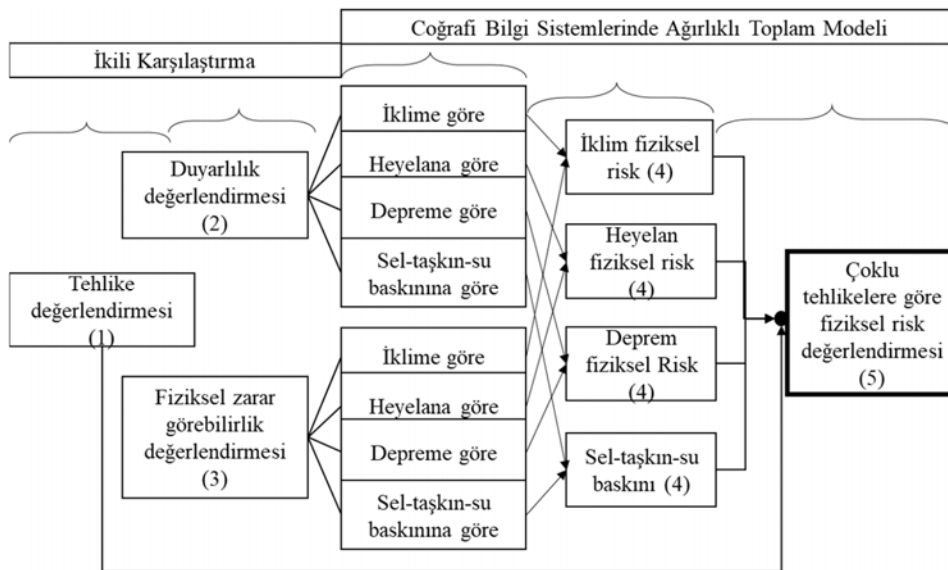 Coğrafi Bilgi Sistemlerinde Ağırlıklı Toplam Modeli
İkili Karşılaştırma
Tehlike
değerlendirmesi
(1)
Duyarlılık
değerlendirmesi
(2)
Fiziksel zarar
görebilirlik
değerlendirmesi
(3)
İklime göre
Heyelana göre
Depreme göre
Sel-taşkın-su
baskınına göre
İklime göre
Heyelana göre
Depreme göre
Sel-taşkın-su
baskınına göre
İklim fiziksel
risk (4)
Heyelan
fiziksel risk
(4)
Deprem
fiziksel Risk
(4)
Sel-taşkın-su
baskını (4)
Çoklu
tehlikelere göre
fiziksel risk
değerlendirmesi
(5)